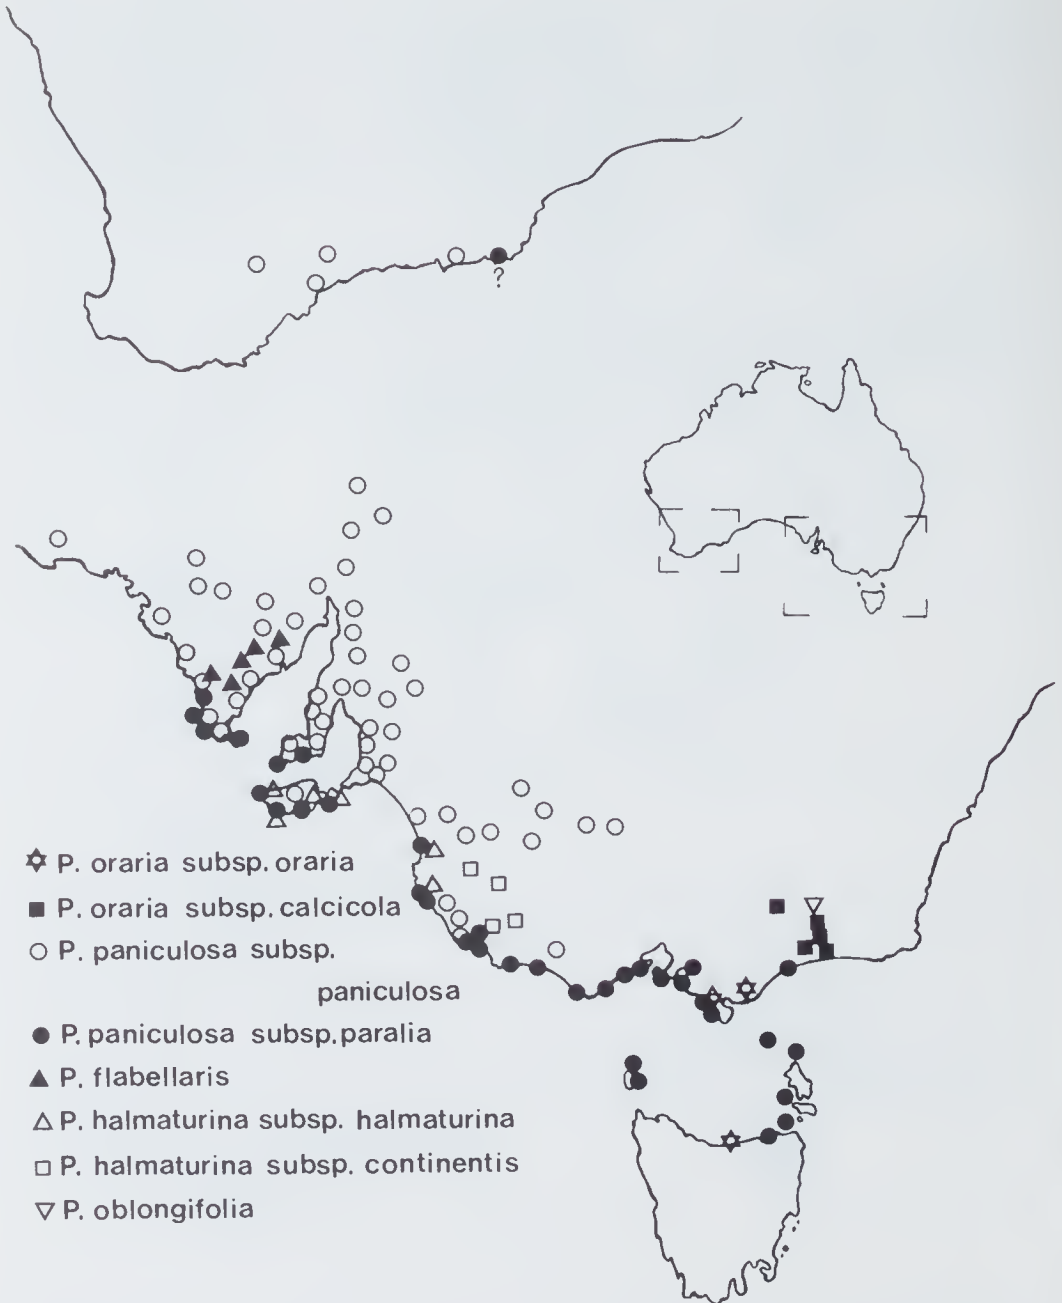 ?
P. oraria subsp. oraria
P. oraria subsp. calcicola
P. paniculosa subsp.
paniculosa
P. paniculosa subsp. paralia
P. flabellaris
P. halmaturina subsp. halmaturina
P. halmaturina subsp. continentis
P. oblongifolia